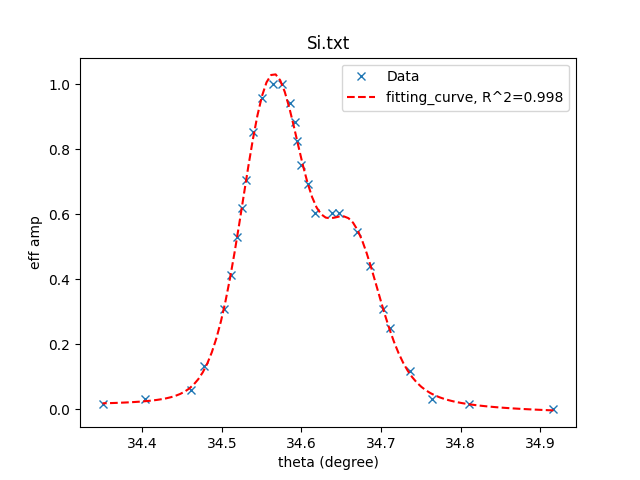 Si.txt
Data
fitting_curve, R^2=0.998
eff amp
1.0
0.8
0.6
0.4
0.2
0.0
34.4 34.5 34.6 34.7 34.8 34.9
theta (degree)